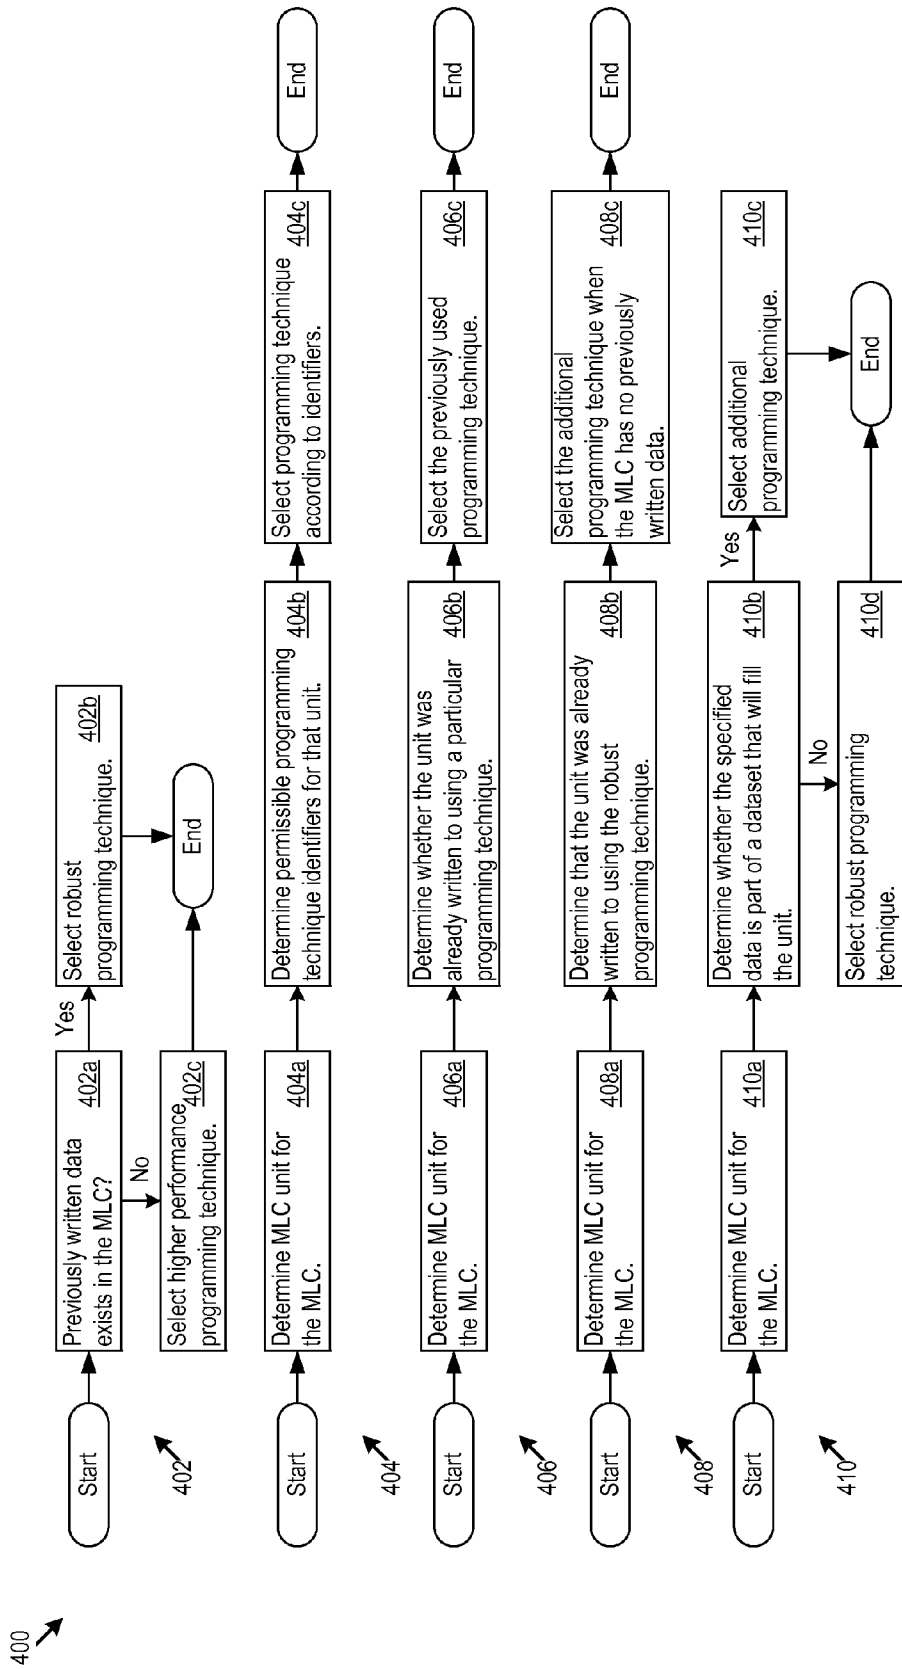 400
Start
402
Previously written data
exists in the MLC?
402a
Yes
Select robust
programming technique.
402b
No
Select higher performance
programming technique.
402c
End
Start
404
Determine MLC unit for
the MLC.
404a
Determine permissible programming
technique identifiers for that unit.
404b
Select programming technique
according to identifiers.
404c
End
Start
406
Determine MLC unit for
the MLC.
406a
Determine whether the unit was
already written to using a particular
programming technique.
406b
Select the previously used
programming technique.
406c
End
Start
408
Determine MLC unit for
the MLC.
408a
Determine that the unit was already
written to using the robust
programming technique.
408b
Select the additional
programming technique when
the MLC has no previously
written data.
408c
End
Start
410
Determine MLC unit for
the MLC.
410a
Determine whether the specified
data is part of a dataset that will fill
the unit.
410b
Yes
Select additional
programming technique.
410c
No
Select robust programming
technique.
410d
End